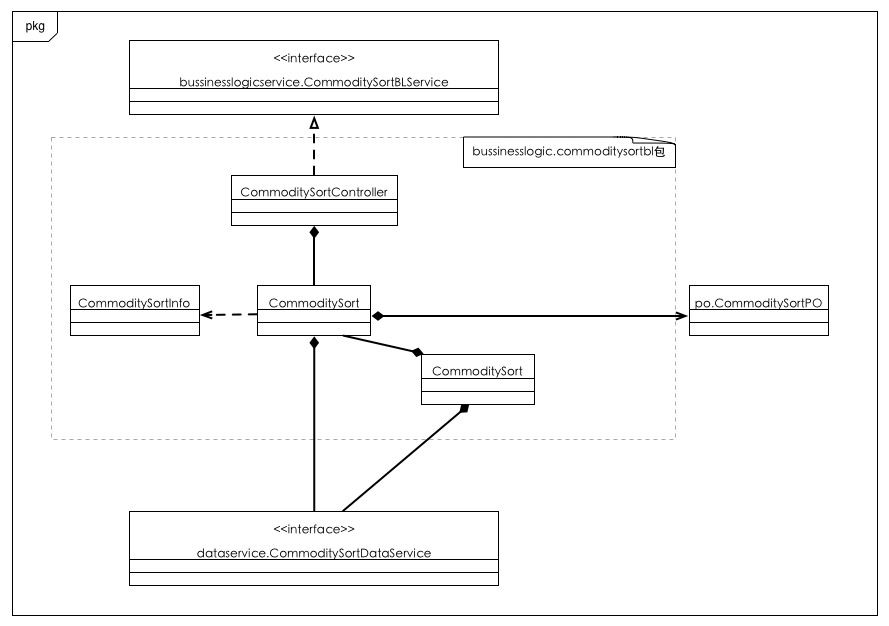 pkg
<<interface>>
bussinesslogicservice.CommoditySortBLService
bussinesslogic.commoditysortbl包
CommoditySortController
CommoditySortInfo
CommoditySort
po.CommoditySortPO
CommoditySort
<<interface>>
dataservice.CommoditySortDataService